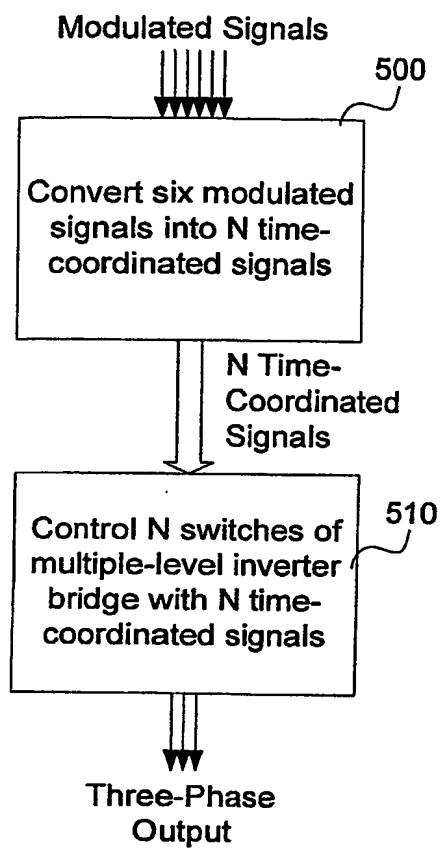 Modulated Signals
500
Convert six modulated
signals into N time-
coordinated signals
N Time-
Coordinated
Signals
510
Control N switches of
multiple-level inverter
bridge with N time-
coordinated signals
Three-Phase
Output